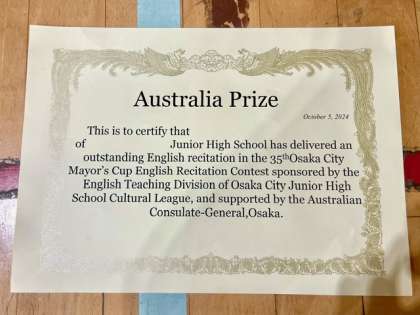 Australia Prize
October 5, 2024
This is to certify that
of Junior High School has delivered an
outstanding English recitation in the 35thOsaka City
Mayor's Cup English Recitation Contest sponsored by the
English Teaching Division of Osaka City Junior High
School Cultural League, and supported by the Australian
Consulate-General,Osaka.